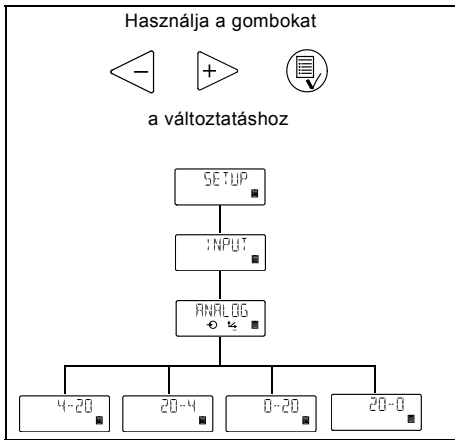 Használja a gombokat
− +
a változtatáshoz
SETUP
INPUT
ANALOG
4-20 20-4 0-20 20-0